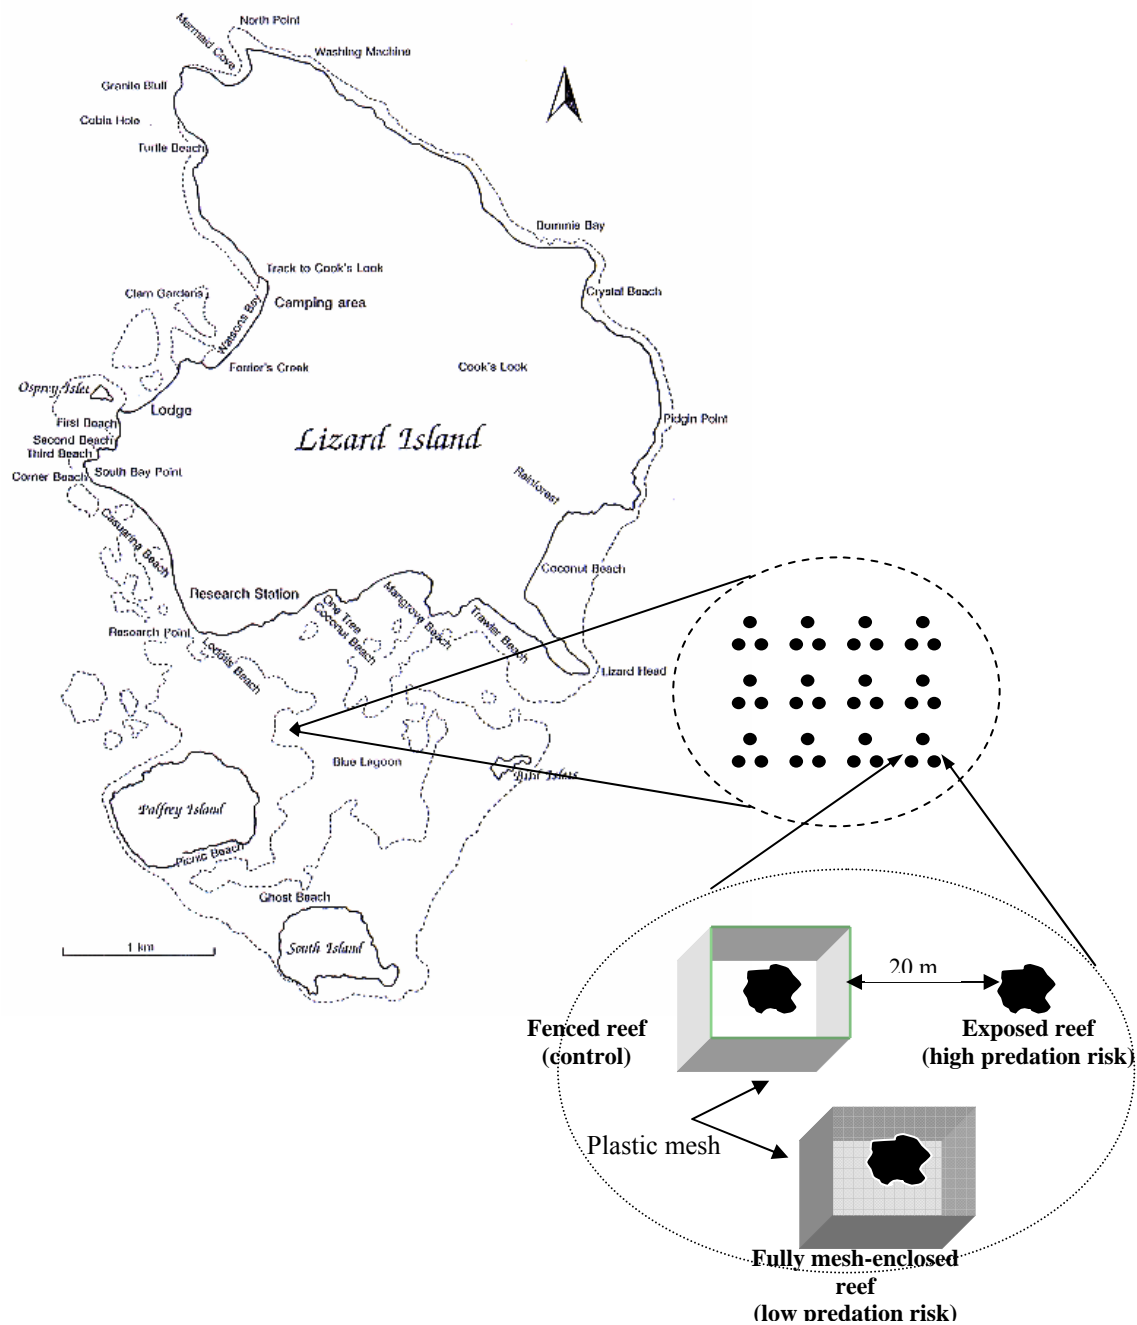 North Point
Mermaid Cove
Washing Machine
Granite Bluff
Cobia Hole
Turtle Beach
Dommie Bay
Track to Cook's Look
Clam Gardens
Crystal Beach
Camping area
Watsons Bay
Ferrier's Creek
Cook's Look
Osprey Islet
Lodge
First Beach
Pidgin Point
Second Beach
Lizard Island
Third Beach
South Bay Point
Corner Beach
Rainforest
Casuarina Beach
Coconut Beach
Research Station
Mangrove Beach
One Tree
Coconut Beach
Trawler Beach
Research Point
Loomis Beach
Lizard Head
Blue Lagoon
Bird Islets
Palfrey Island
Picnic Beach
Ghost Beach
1 km
South Island
20 m
Fenced reef
(control)
Exposed reef
(high predation risk)
Plastic mesh
Fully mesh-enclosed
reef
(low predation risk)